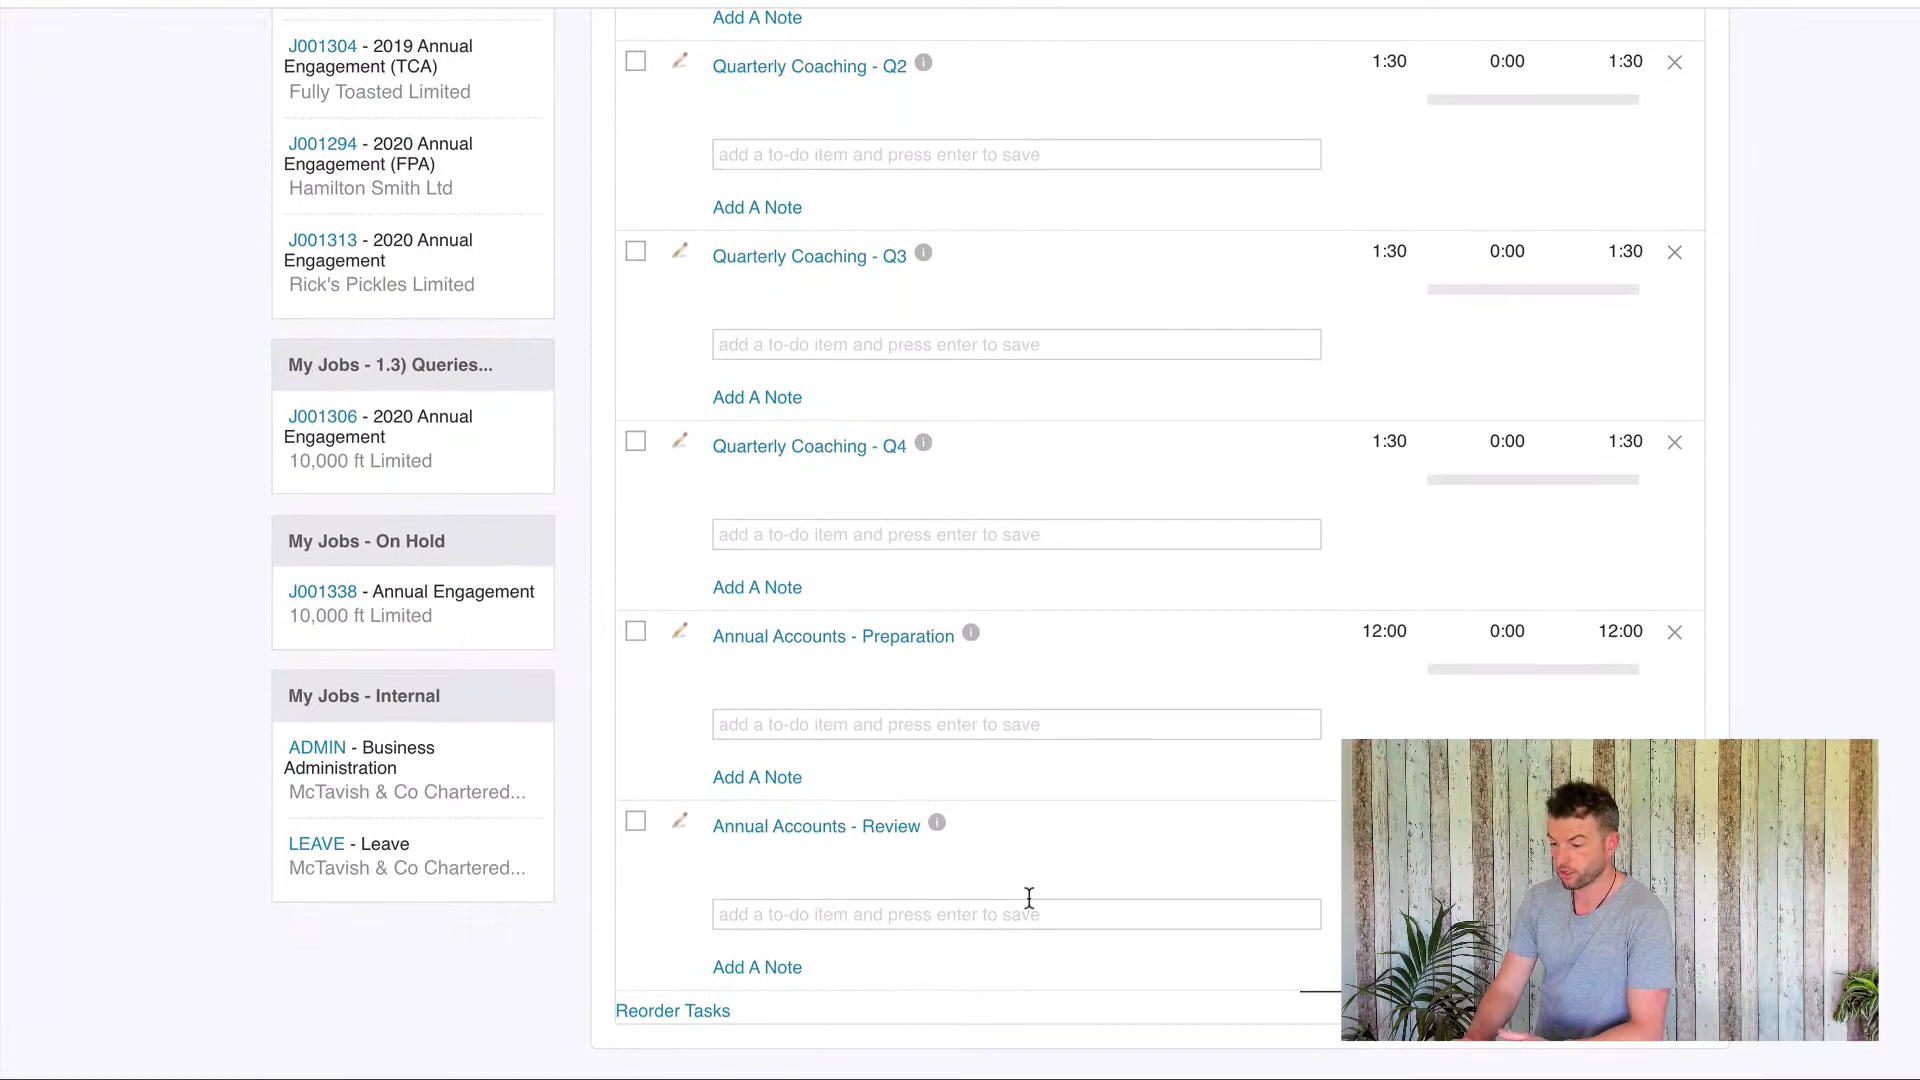 J001304 - 2019 Annual
Engagement (TCA)
Fully Toasted Limited
J001294 - 2020 Annual
Engagement (FPA)
Hamilton Smith Ltd
J001313 - 2020 Annual
Engagement
Rick's Pickles Limited
My Jobs - 1.3) Queries...
J001306 - 2020 Annual
Engagement
10,000 ft Limited
My Jobs - On Hold
J001338 - Annual Engagement
10,000 ft Limited
My Jobs - Internal
ADMIN - Business
Administration
McTavish & Co Chartered...
LEAVE - Leave
McTavish & Co Chartered...
Add A Note
Quarterly Coaching - Q2 1:30 0:00 1:30
add a to-do item and press enter to save
Add A Note
Quarterly Coaching - Q3 1:30 0:00 1:30
add a to-do item and press enter to save
Add A Note
Quarterly Coaching - Q4 1:30 0:00 1:30
add a to-do item and press enter to save
Add A Note
Annual Accounts - Preparation 12:00 0:00 12:00
add a to-do item and press enter to save
Add A Note
Annual Accounts - Review
add a to-do item and press enter to save
Add A Note
Reorder Tasks